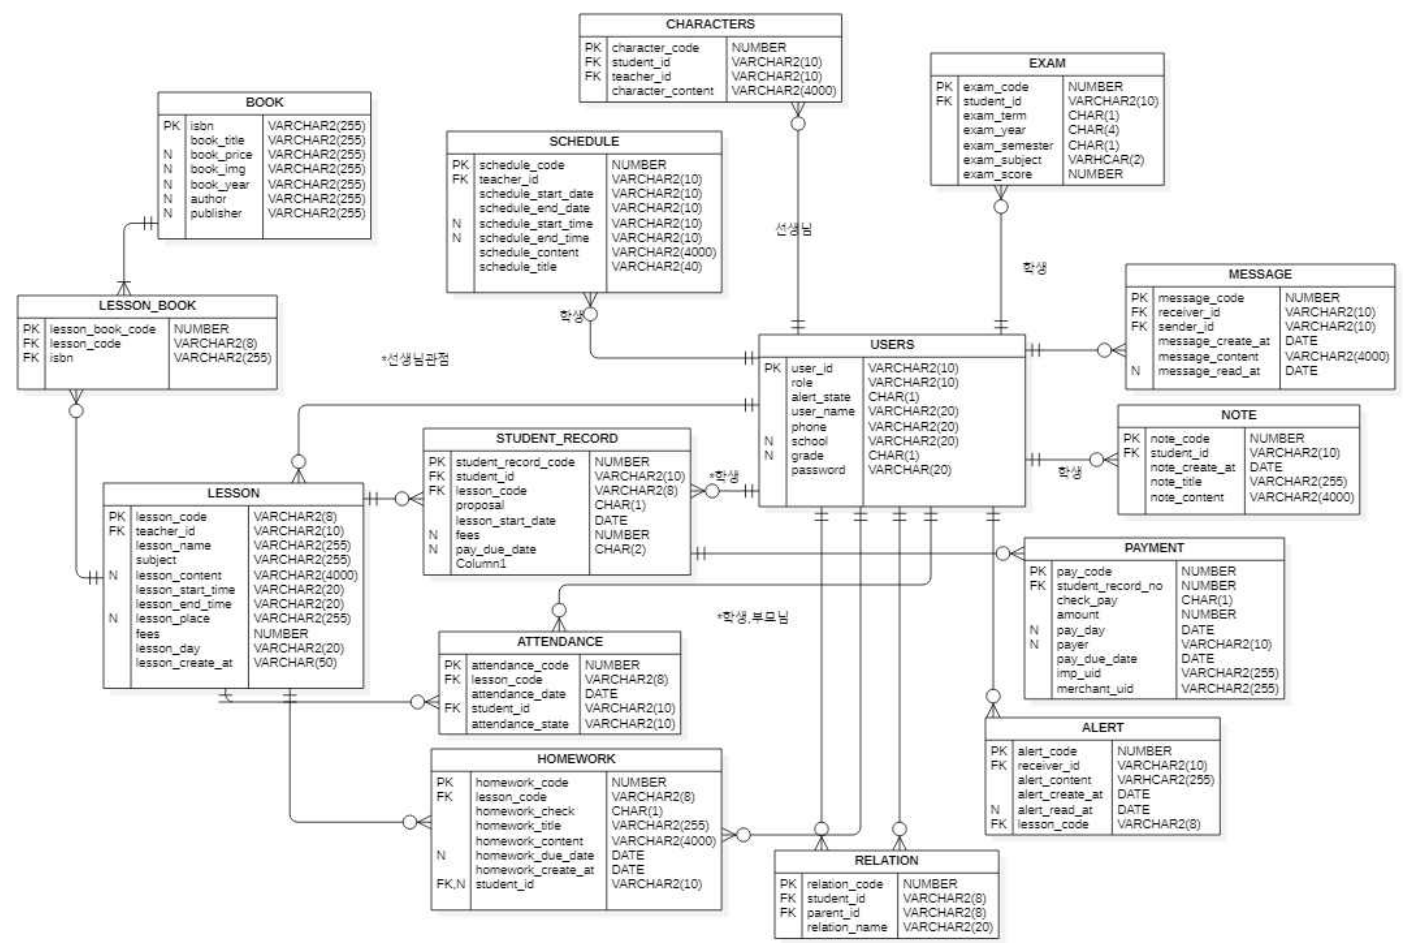 CHARACTERS
PK character_code NUMBER
FK student_id VARCHAR2(10)
FK teacher_id VARCHAR2(10)
character_content VARCHAR2(4000)
EXAM
PK exam_code NUMBER
FK student_id VARCHAR2(10)
exam_term CHAR(1)
exam_year CHAR(4)
exam_semester CHAR(1)
exam_subject VARHCAR(2)
exam_score NUMBER
BOOK
PK isbn VARCHAR2(255)
book_title VARCHAR2(255)
N book_price VARCHAR2(255)
N book_img VARCHAR2(255)
N book_year VARCHAR2(255)
N author VARCHAR2(255)
N publisher VARCHAR2(255)
SCHEDULE
PK schedule_code NUMBER
FK teacher_id VARCHAR2(10)
schedule_start_date VARCHAR2(10)
schedule_end_date VARCHAR2(10)
N schedule_start_time VARCHAR2(10)
N schedule_end_time VARCHAR2(10)
schedule_content VARCHAR2(4000)
schedule_title VARCHAR2(40)
선생님
학생
학생
*선생님관점
MESSAGE
PK message_code NUMBER
FK receiver_id VARCHAR2(10)
FK sender_id VARCHAR2(10)
message_create_at DATE
message_content VARCHAR2(4000)
N message_read_at DATE
LESSON_BOOK
PK lesson_book_code NUMBER
FK lesson_code VARCHAR2(8)
FK isbn VARCHAR2(255)
USERS
PK user_id VARCHAR2(10)
role VARCHAR2(10)
alert_state CHAR(1)
user_name VARCHAR2(20)
phone VARCHAR2(20)
N school VARCHAR2(20)
N grade CHAR(1)
password VARCHAR(20)
NOTE
PK note_code NUMBER
FK student_id VARCHAR2(10)
note_create_at DATE
note_title VARCHAR2(255)
note_content VARCHAR2(4000)
학생
STUDENT_RECORD
PK student_record_code NUMBER
FK student_id VARCHAR2(10)
FK lesson_code VARCHAR2(8)
proposal CHAR(1)
lesson_start_date DATE
N fees NUMBER
N pay_due_date CHAR(2)
Column1
*학생
LESSON
PK lesson_code VARCHAR2(8)
FK teacher_id VARCHAR2(10)
lesson_name VARCHAR2(255)
subject VARCHAR2(255)
N lesson_content VARCHAR2(4000)
lesson_start_time VARCHAR2(20)
lesson_end_time VARCHAR2(20)
N lesson_place VARCHAR2(255)
fees NUMBER
lesson_day VARCHAR2(20)
lesson_create_at VARCHAR(50)
PAYMENT
PK pay_code NUMBER
FK student_record_no NUMBER
check_pay CHAR(1)
amount NUMBER
N pay_day DATE
N payer VARCHAR2(10)
pay_due_date DATE
imp_uid VARCHAR2(255)
merchant_uid VARCHAR2(255)
*학생,부모님
ATTENDANCE
PK attendance_code NUMBER
FK lesson_code VARCHAR2(8)
attendance_date DATE
FK student_id VARCHAR2(10)
attendance_state VARCHAR2(10)
ALERT
PK alert_code NUMBER
FK receiver_id VARCHAR2(10)
alert_content VARHCAR2(255)
alert_create_at DATE
N alert_read_at DATE
FK lesson_code VARCHAR2(8)
HOMEWORK
PK homework_code NUMBER
FK lesson_code VARCHAR2(8)
homework_check CHAR(1)
homework_title VARCHAR2(255)
homework_content VARCHAR2(4000)
N homework_due_date DATE
homework_create_at DATE
FK,N student_id VARCHAR2(10)
RELATION
PK relation_code NUMBER
FK student_id VARCHAR2(8)
FK parent_id VARCHAR2(8)
relation_name VARCHAR2(20)